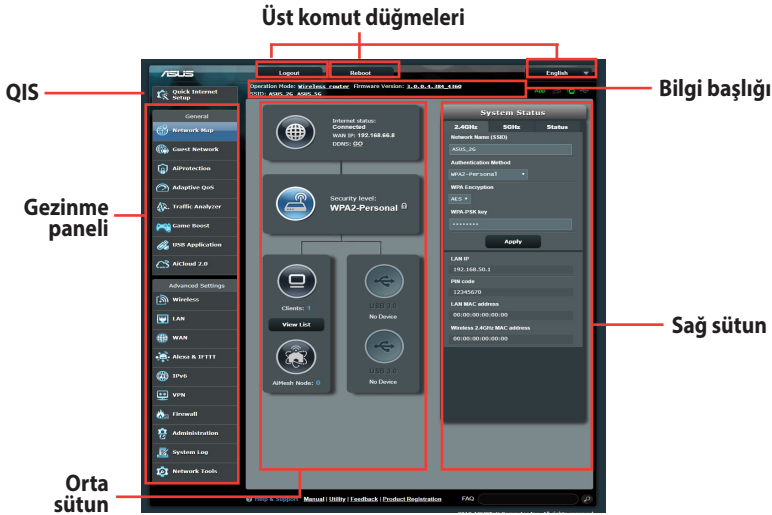 Üst komut düğmeleri
QIS
Bilgi başlığı
Gezinme
paneli
Sağ sütun
Orta
sütun
ASUS
Logout
Reboot
English
Quick Internet
Setup
Operation Mode: Wireless router Firmware Version: 3.0.0.4.384_4360
SSID: ASUS_2G ASUS_5G
App
General
Network Map
Guest Network
AiProtection
Adaptive QoS
Traffic Analyzer
Game Boost
USB Application
AiCloud 2.0
Advanced Settings
Wireless
LAN
WAN
Alexa & IFTTT
IPv6
VPN
Firewall
Administration
System Log
Network Tools
Internet status:
Connected
WAN IP: 192.168.66.8
DDNS: GO
Security level:
WPA2-Personal
Clients: 1
View List
AiMesh Node: 0
USB 3.0
No Device
USB 3.0
No Device
System Status
2.4GHz 5GHz Status
Network Name (SSID)
ASUS_2G
Authentication Method
WPA2-Personal
WPA Encryption
AES
WPA-PSK key
••••••••
Apply
LAN IP
192.168.50.1
PIN code
12345670
LAN MAC address
00:00:00:00:00:00
Wireless 2.4GHz MAC address
00:00:00:00:00:00
Help & Support Manual | Utility | Feedback | Product Registration FAQ